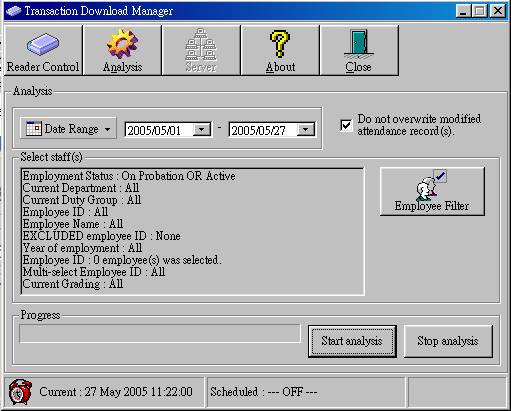 Transaction Download Manager
Reader Control Analysis Server About Close
Analysis
Date Range 2005/05/01 - 2005/05/27
Do not overwrite modified
attendance record(s).
Select staff(s)
Employment Status : On Probation OR Active
Current Department : All
Current Duty Group : All
Employee ID : All
Employee Name : All
EXCLUDED employee ID : None
Year of employment : All
Employee ID : 0 employee(s) was selected.
Multi-select Employee ID : All
Current Grading : All
Employee Filter
Progress
Start analysis Stop analysis
Current : 27 May 2005 11:22:00 Scheduled : --- OFF ---